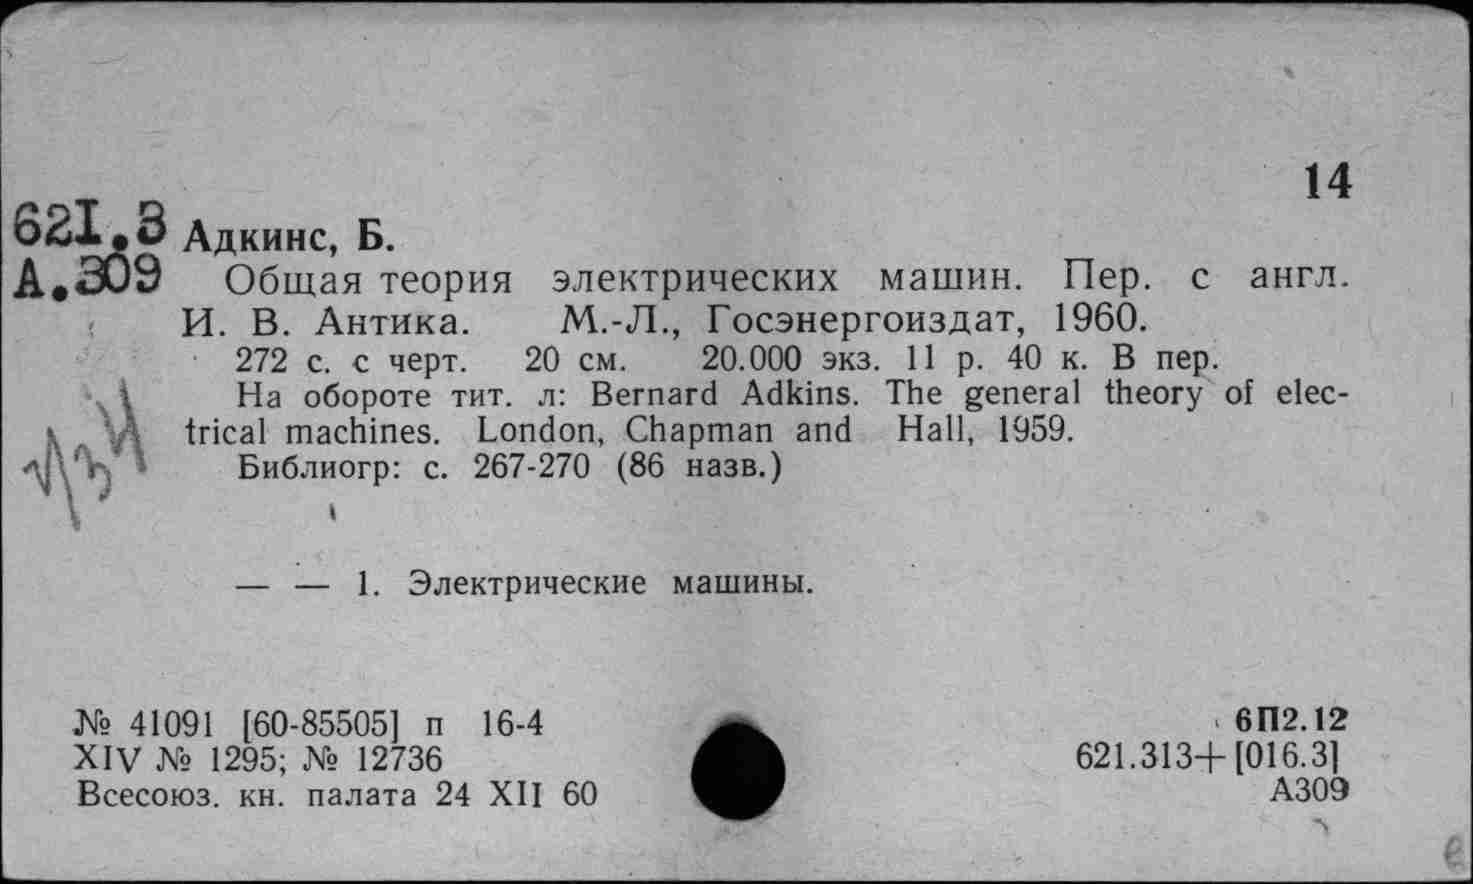 14
621.3 Адкинс, Б.
А.309 Общая теория электрических машин. Пер. с англ.
И. В. Антика. М.-Л., Госэнергоиздат, 1960.
272 с. с черт. 20 см. 20.000 экз. 11 р. 40 к. В пер.
На обороте тит. л: Bernard Adkins. The general theory of elec-
trical machines. London, Chapman and Hall, 1959.
Библиогр: с. 267-270 (86 назв.)
— — 1. Электрические машины.
№ 41091 [60-85505] п 16-4
XIV № 1295; № 12736
Всесоюз. кн. палата 24 XII 60
6П2.12
621.313+[016.3]
А309